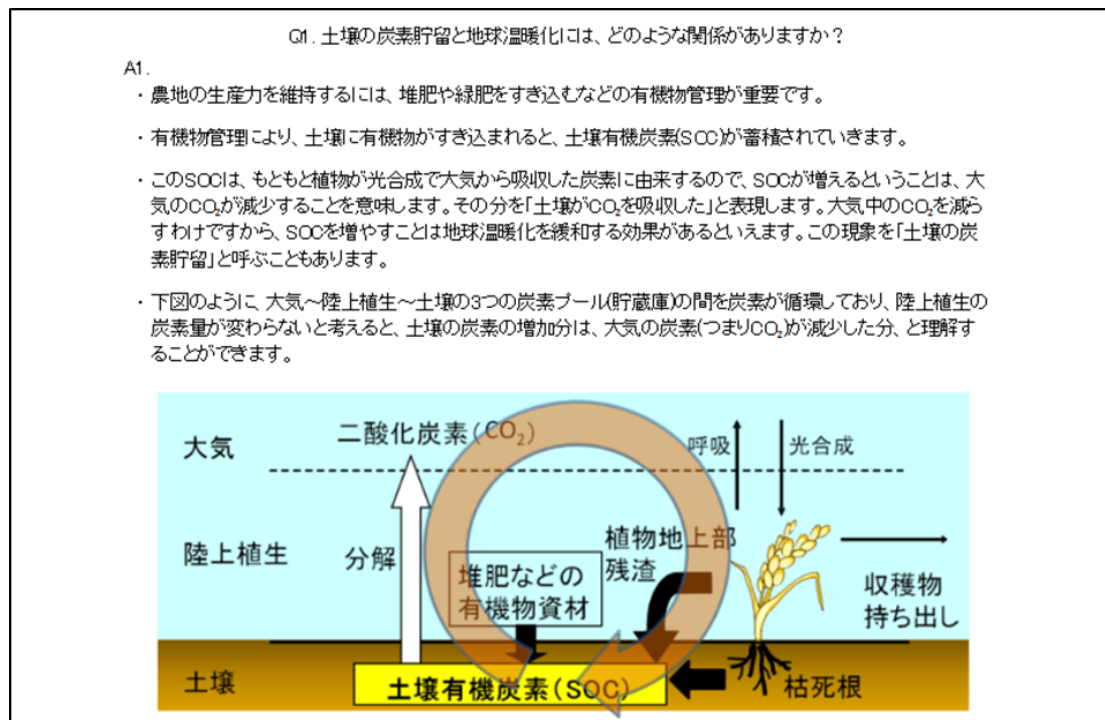 Q1. 土壌の炭素貯留と地球温暖化には、どのような関係がありますか？
A1.
・農地の生産力を維持するには、堆肥や緑肥をすき込むなどの有機物管理が重要です。
・有機物管理により、土壌に有機物がすき込まれると、土壌有機炭素(SOC)が蓄積されていきます。
・このSOCは、もともと植物が光合成で大気から吸収した炭素に由来するので、SOCが増えるということは、大
気のCO₂が減少することを意味します。その分を「土壌がCO₂を吸収した」と表現します。大気中のCO₂を減ら
すわけですから、SOCを増やすことは地球温暖化を緩和する効果があるといえます。この現象を「土壌の炭
素貯留」と呼ぶこともあります。
・下図のように、大気～陸上植生～土壌の3つの炭素プール(貯蔵庫)の間を炭素が循環しており、陸上植生の
炭素量が変わらないと考えると、土壌の炭素の増加分は、大気の炭素(つまりCO₂)が減少した分、と理解す
ることができます。
大気
二酸化炭素(CO₂)
呼吸
光合成
陸上植生
分解
堆肥などの
有機物資材
植物地上部
残渣
収穫物
持ち出し
土壌
土壌有機炭素(SOC)
枯死根